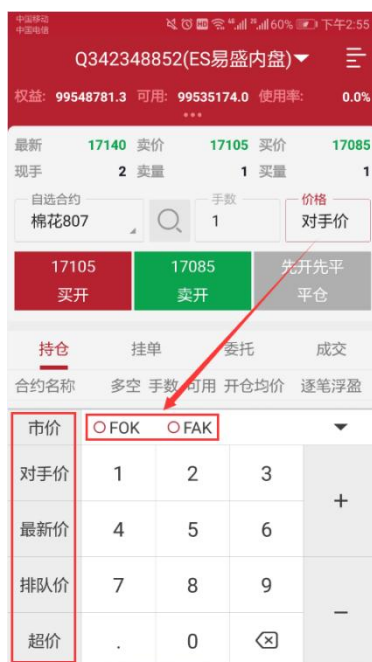 中国移动
中国电信
HD 4G 2G 60% 下午2:55
Q342348852(ES易盛内盘)
权益: 99548781.3 可用: 99535174.0 使用率: 0.0%
最新 17140 卖价 17105 买价 17085
现手 2 卖量 1 买量 1
自选合约 手数 价格
棉花807 1 对手价
17105 17085 先开先平
买开 卖开 平仓
持仓 挂单 委托 成交
合约名称 多空 手数 可用 开仓均价 逐笔浮盈
市价 FOK FAK
对手价 1 2 3
+
最新价 4 5 6
排队价 7 8 9
−
超价 . 0